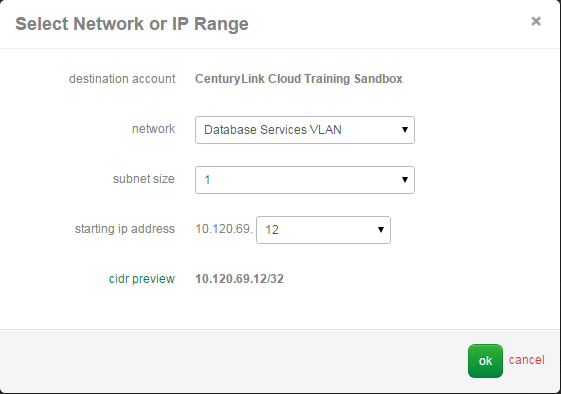 Select Network or IP Range ×
destination account CenturyLink Cloud Training Sandbox
network Database Services VLAN
subnet size 1
starting ip address 10.120.69. 12
cidr preview 10.120.69.12/32
ok cancel